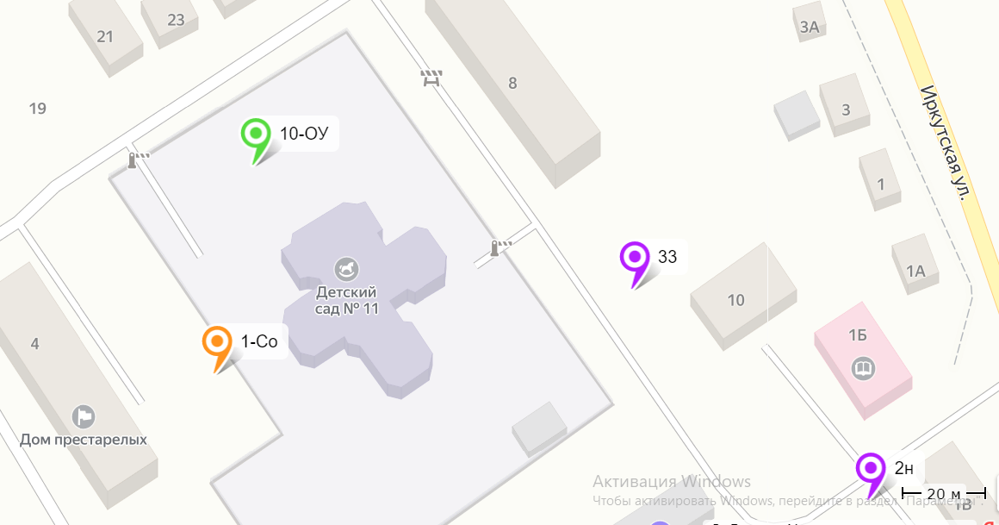 21
23
3А
8
19
3
10-ОУ
1
Иркутская ул.
33
1А
Детский
сад № 11
10
1Б
4
1-Со
Дом престарелых
2н
Активация Windows
20 м
Чтобы активировать Windows, перейдите в раздел "Параметры".
1В